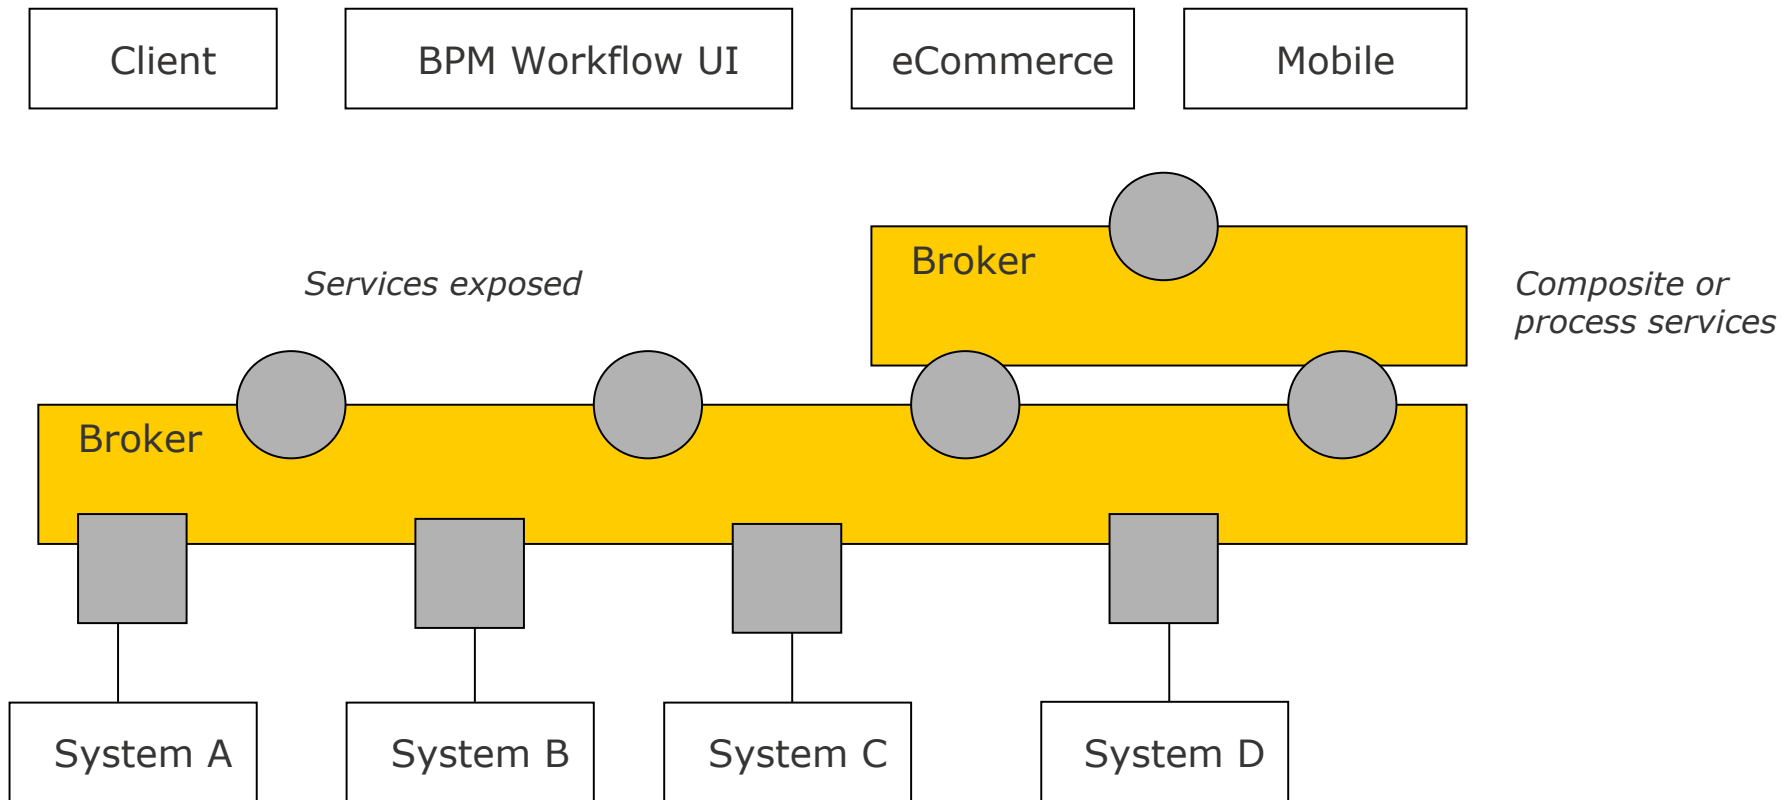 Client
BPM Workflow UI
eCommerce
Mobile
Broker
Services exposed
Composite or
process services
Broker
System A
System B
System C
System D